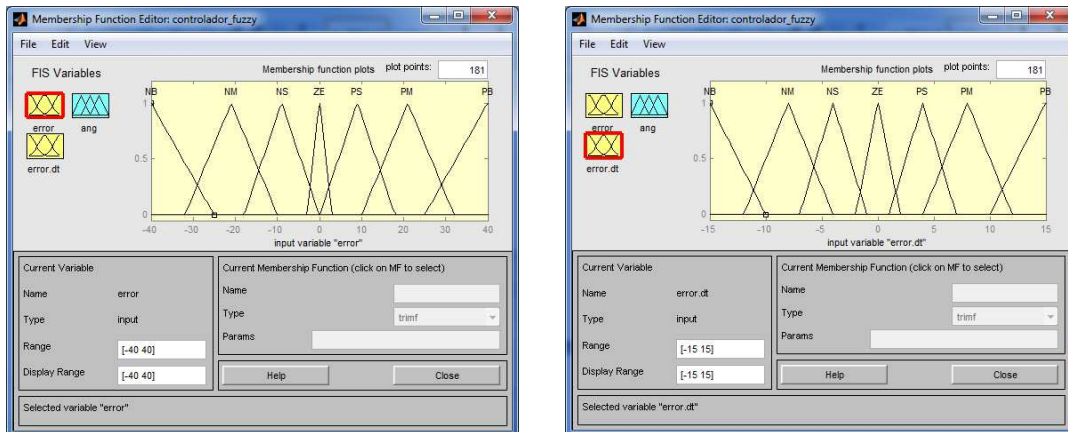 Membership Function Editor: controlador_fuzzy
File Edit View
FIS Variables
Membership function plots plot points: 181
error ang
error.dt
NB NM NS ZE PS PM PB
1
0.5
0
-40 -30 -20 -10 0 10 20 30 40
input variable "error"
Current Variable
Name error
Type input
Range [-40 40]
Display Range [-40 40]
Current Membership Function (click on MF to select)
Name
Type trimf
Params
Help Close
Selected variable "error"
Membership Function Editor: controlador_fuzzy
File Edit View
FIS Variables
Membership function plots plot points: 181
error ang
error.dt
NB NM NS ZE PS PM PB
1
0.5
0
-15 -10 -5 0 5 10 15
input variable "error.dt"
Current Variable
Name error.dt
Type input
Range [-15 15]
Display Range [-15 15]
Current Membership Function (click on MF to select)
Name
Type trimf
Params
Help Close
Selected variable "error.dt"